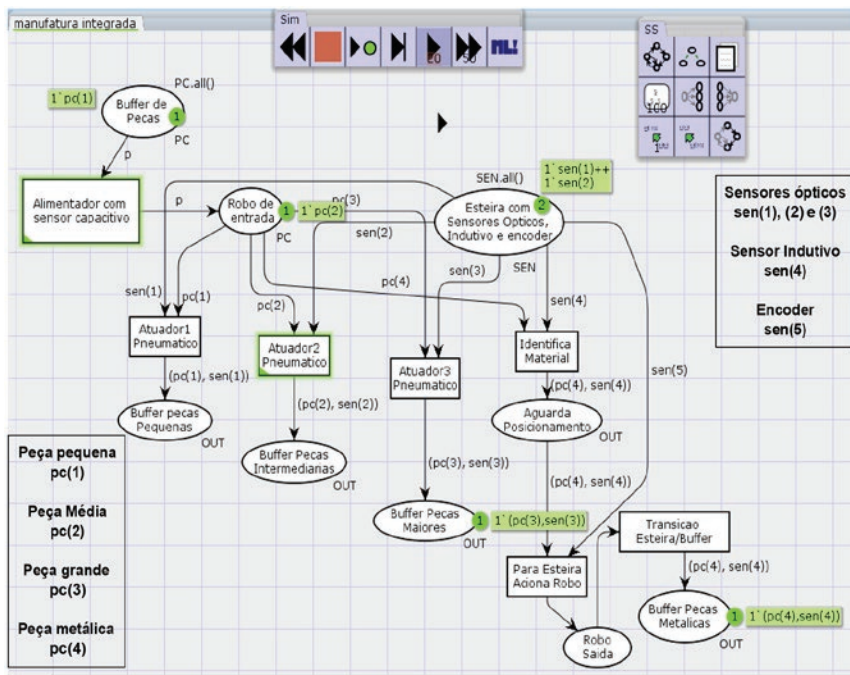 manufatura integrada
Sim
20
50
ML!
SS
100
1
PC.all()
1`pc(1)
Buffer de
Pecas
1
PC
p
Alimentador com
sensor capacitivo
p
Robo de
entrada
1
1`pc(2)
PC
pc(3)
SEN.all()
1`sen(1)++
1`sen(2)
2
Esteira com
Sensores Opticos,
Indutivo e encoder
SEN
sen(2)
sen(1)
pc(1)
pc(2)
pc(4)
sen(3)
sen(4)
sen(5)
Sensores ópticos
sen(1), (2) e (3)
Sensor Indutivo
sen(4)
Encoder
sen(5)
Atuador1
Pneumatico
Atuador2
Pneumatico
Atuador3
Pneumatico
Identifica
Material
(pc(1), sen(1))
(pc(2), sen(2))
(pc(4), sen(4))
Buffer pecas
Pequenas
OUT
Buffer Pecas
Intermediarias
OUT
Aguarda
Posicionamento
OUT
(pc(3), sen(3))
(pc(4), sen(4))
Peça pequena
pc(1)
Peça Média
pc(2)
Peça grande
pc(3)
Peça metálica
pc(4)
Buffer Pecas
Maiores
1
1`(pc(3),sen(3))
OUT
Para Esteira
Aciona Robo
Transicao
Esteira/Buffer
(pc(4), sen(4))
Robo
Saida
Buffer Pecas
Metalicas
1
1`(pc(4),sen(4))
OUT